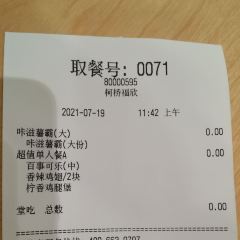 取餐号: 0071
80000595
柯桥福欣
2021-07-19 11:42 上午
咔滋薯霸(大) 0.00
咔滋薯霸(大份)
超值单人餐A 0.00
百事可乐(中)
香辣鸡翅/2块
柠香鸡腿堡
堂吃 总数 0.00